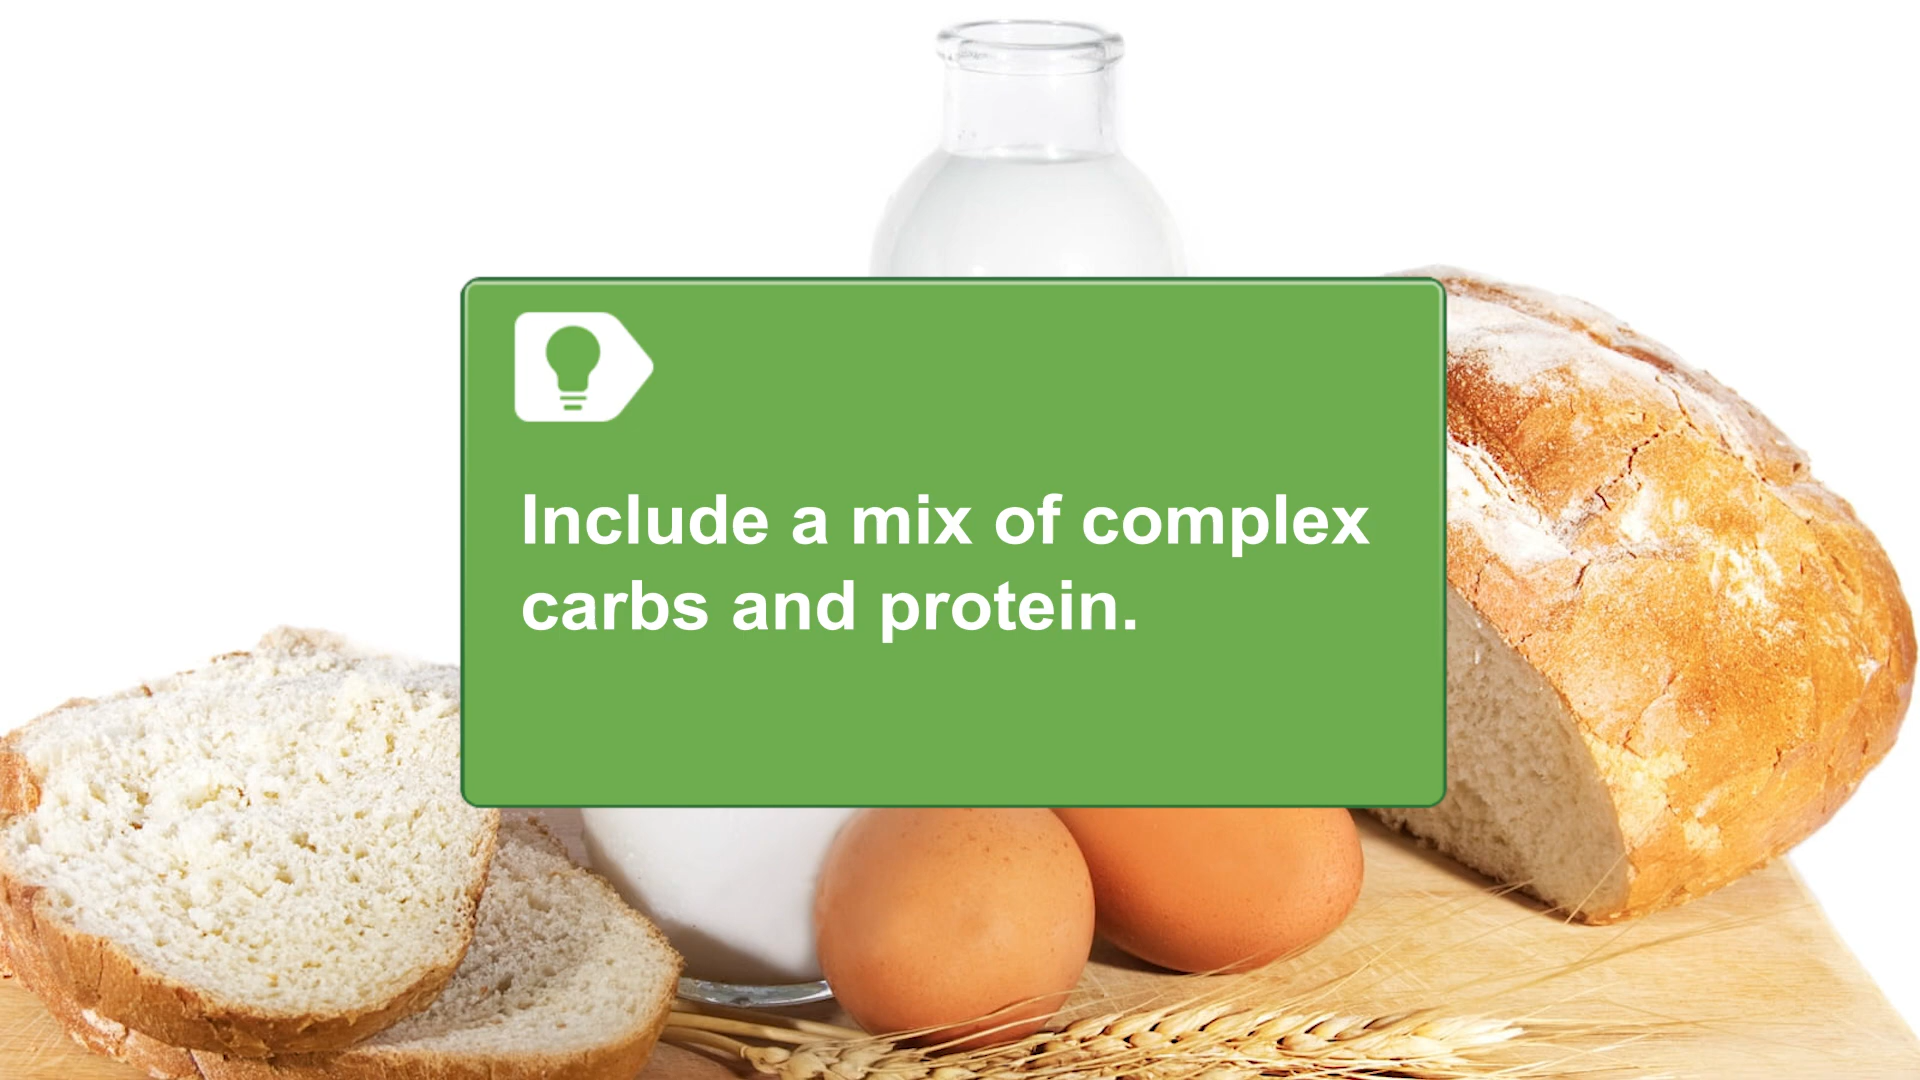 Include a mix of complex
carbs and protein.